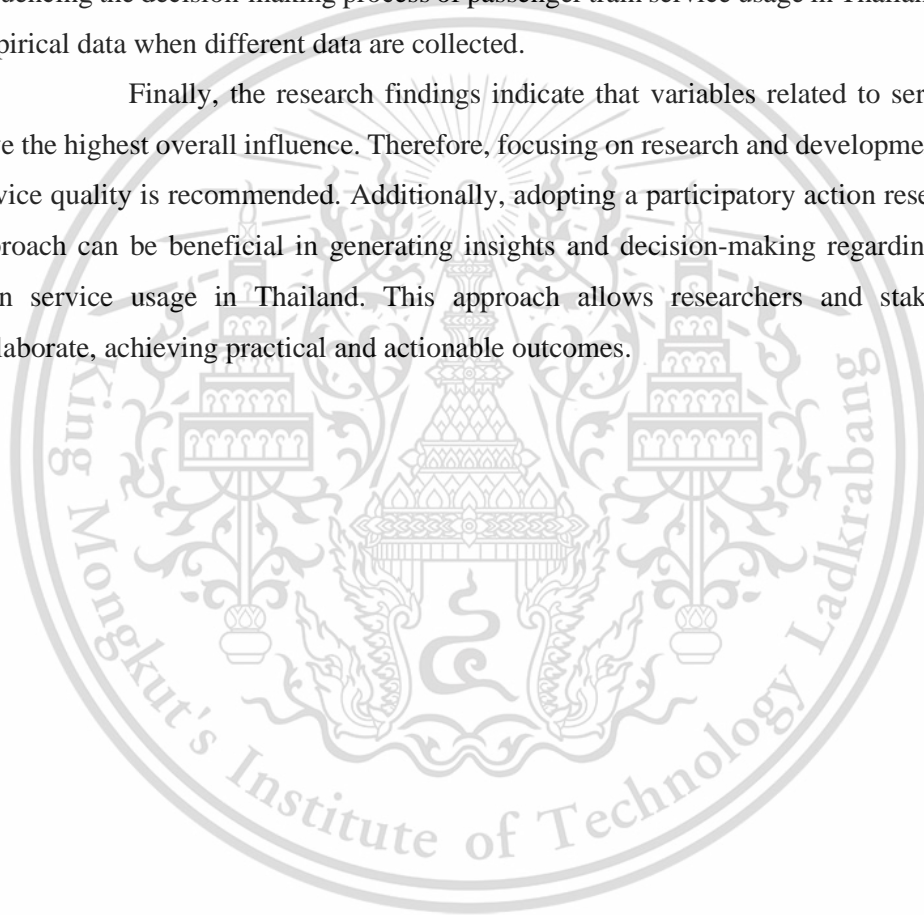 uencing the decision-making process of passenger train service usage in Thailan
pirical data when different data are collected.
Finally, the research findings indicate that variables related to ser
e the highest overall influence. Therefore, focusing on research and developme
vice quality is recommended. Additionally, adopting a participatory action rese
proach can be beneficial in generating insights and decision-making regardin
n service usage in Thailand. This approach allows researchers and stak
laborate, achieving practical and actionable outcomes.
King Mongkut's Institute of Technology Ladkrabang